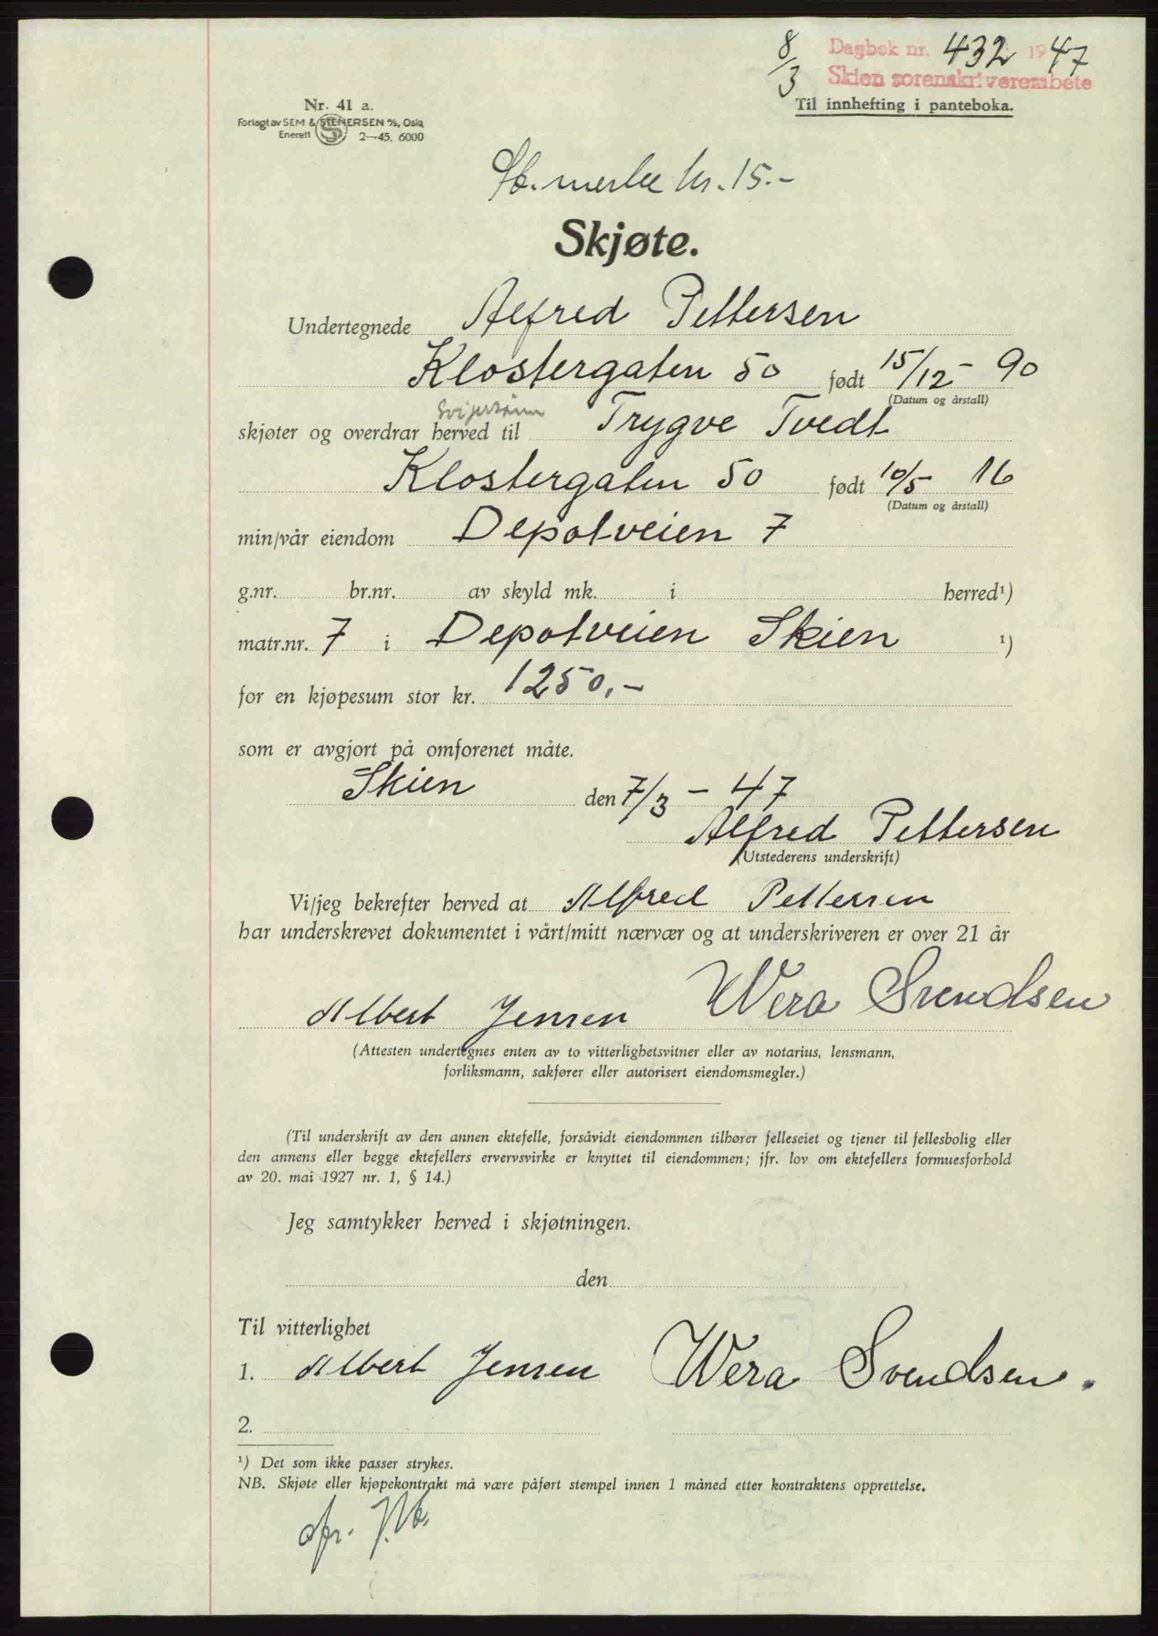 8/3 Dagbok nr. 432 1947
Skien sorenskriverembete
Til innhefting i panteboka.
Nr. 41 a.
Forlagt av SEM & STENERSEN A/S, Oslo
Enerett 2—45. 6000
St. merke kr. 15.-
Skjøte.
Undertegnede Alfred Pettersen
Klostergaten 50 født 15/12 - 90
(Datum og årstall)
Svigersønn
skjøter og overdrar herved til Trygve Tvedt
Klostergaten 50 født 10/5 16
(Datum og årstall)
min/vår eiendom Depotveien 7
g.nr. br.nr. av skyld mk. i herred¹)
matr.nr. 7 i Depotveien Skien ¹)
for en kjøpesum stor kr. 1250,-
som er avgjort på omforenet måte.
Skien den 7/3 - 47
Alfred Pettersen
(Utstederens underskrift)
Vi/jeg bekrefter herved at Alfred Pettersen
har underskrevet dokumentet i vårt/mitt nærvær og at underskriveren er over 21 år
Albert Jensen Wera Svendsen
(Attesten undertegnes enten av to vitterlighetsvitner eller av notarius, lensmann,
forliksmann, sakfører eller autorisert eiendomsmegler.)
(Til underskrift av den annen ektefelle, forsåvidt eiendommen tilhører felleseiet og tjener til fellesbolig eller
den annens eller begge ektefellers ervervsvirke er knyttet til eiendommen; jfr. lov om ektefellers formuesforhold
av 20. mai 1927 nr. 1, § 14.)
Jeg samtykker herved i skjøtningen.
den
Til vitterlighet
1. Albert Jensen Wera Svendsen.
2.
¹) Det som ikke passer strykes.
NB. Skjøte eller kjøpekontrakt må være påført stempel innen 1 måned etter kontraktens opprettelse.